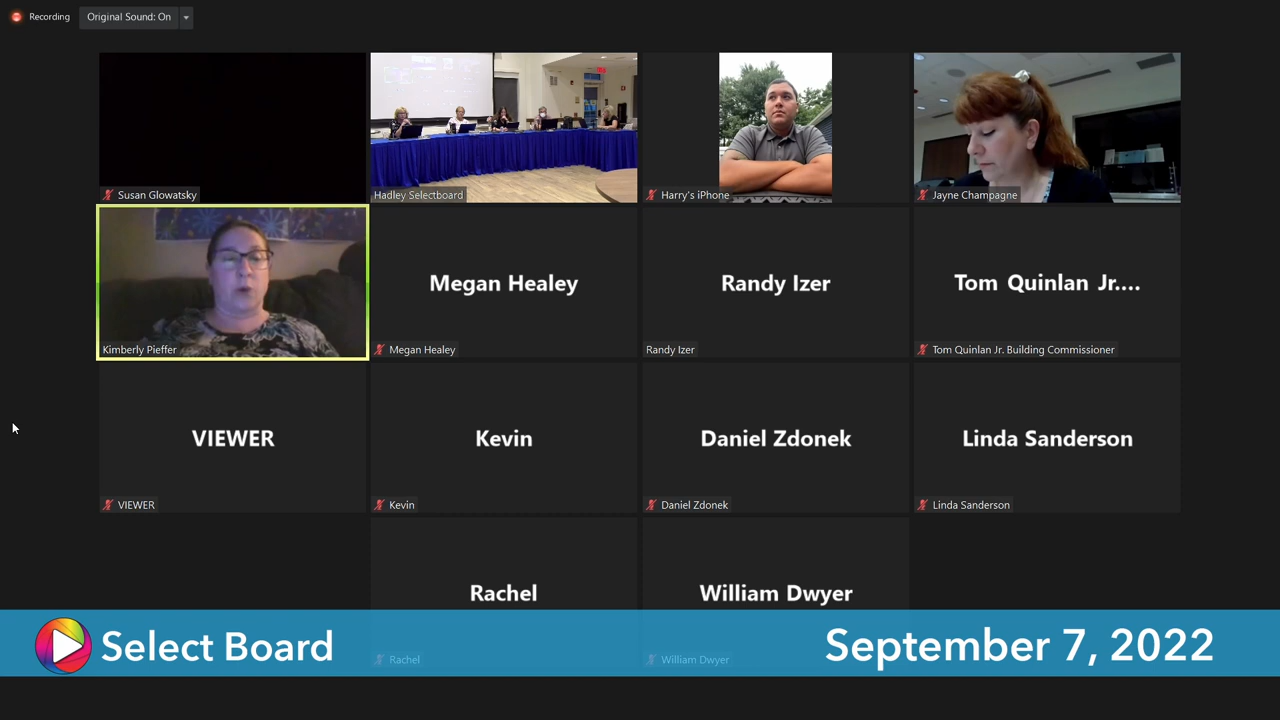 Recording
Original Sound: On
Susan Glowatsky
Hadley Selectboard
Harry's iPhone
Jayne Champagne
Kimberly Pieffer
Megan Healey
Megan Healey
Randy Izer
Randy Izer
Tom Quinlan Jr....
Tom Quinlan Jr. Building Commissioner
VIEWER
VIEWER
Kevin
Kevin
Daniel Zdonek
Daniel Zdonek
Linda Sanderson
Linda Sanderson
Rachel
Rachel
William Dwyer
William Dwyer
Select Board
September 7, 2022